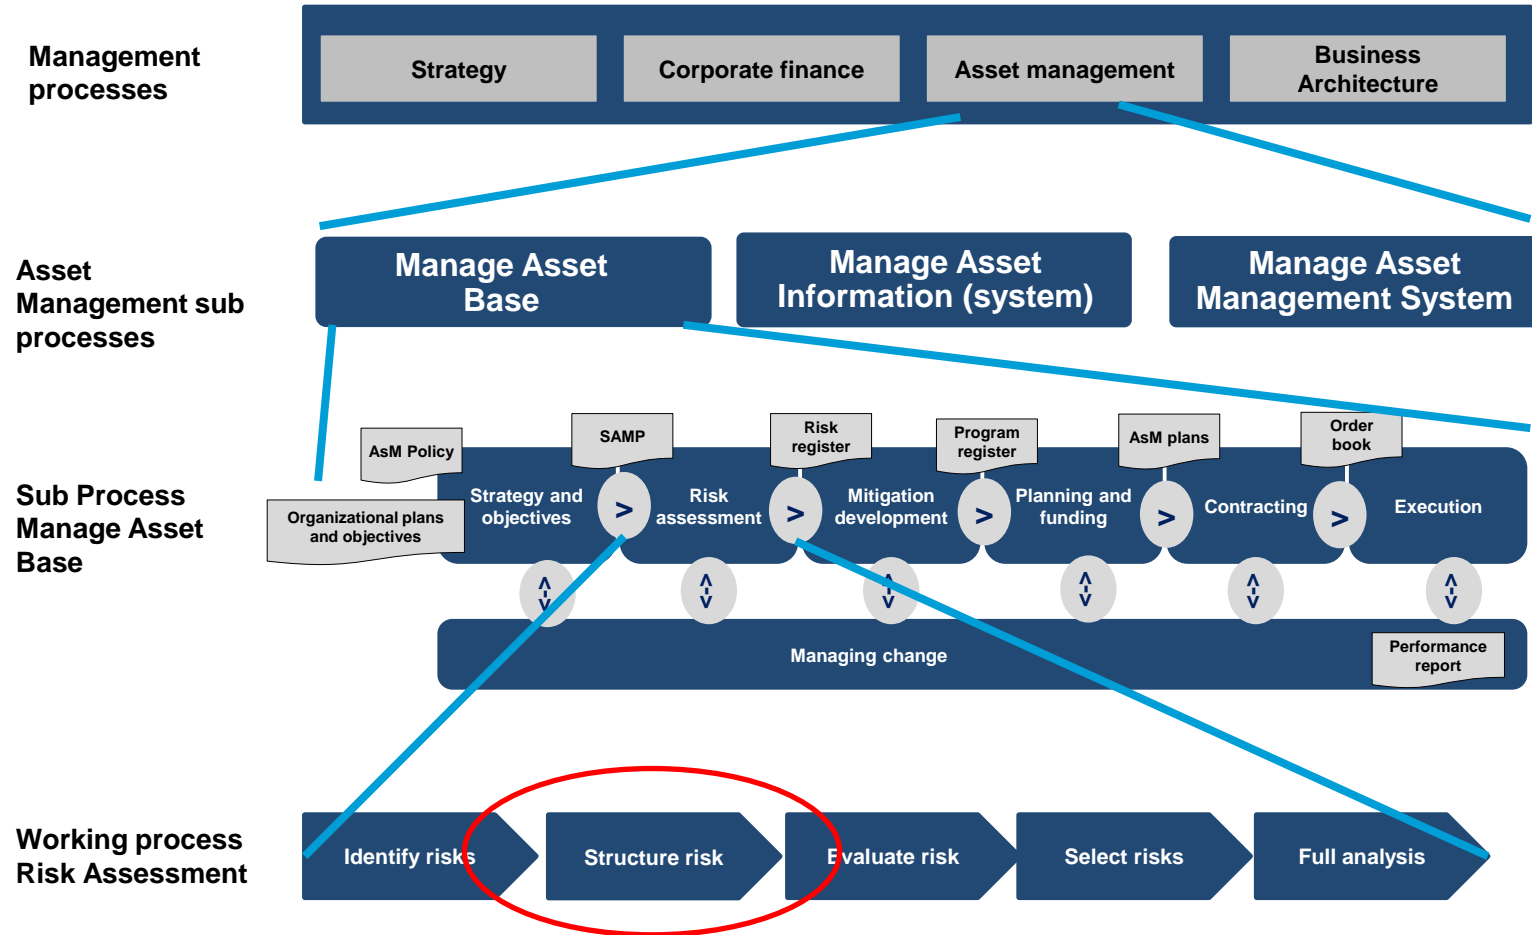 Management
processes
Strategy
Corporate finance
Asset management
Business
Architecture
Asset
Management sub
processes
Manage Asset
Base
Manage Asset
Information (system)
Manage Asset
Management System
Sub Process
Manage Asset
Base
AsM Policy
SAMP
Risk
register
Program
register
AsM plans
Order
book
Organizational plans
and objectives
Strategy and
objectives
>
Risk
assessment
>
Mitigation
development
>
Planning and
funding
>
Contracting
>
Execution
<->
<->
<->
<->
<->
<->
Managing change
Performance
report
Working process
Risk Assessment
Identify risks
Structure risk
Evaluate risk
Select risks
Full analysis